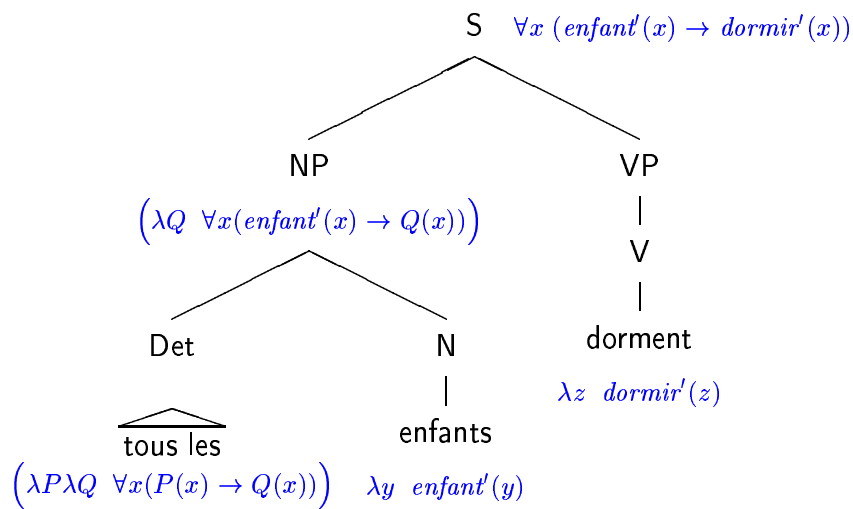 S ∀x (enfant′(x) → dormir′(x))
NP VP
(λQ ∀x(enfant′(x) → Q(x)))
V
Det N dorment
λz dormir′(z)
tous les enfants
(λPλQ ∀x(P(x) → Q(x))) λy enfant′(y)